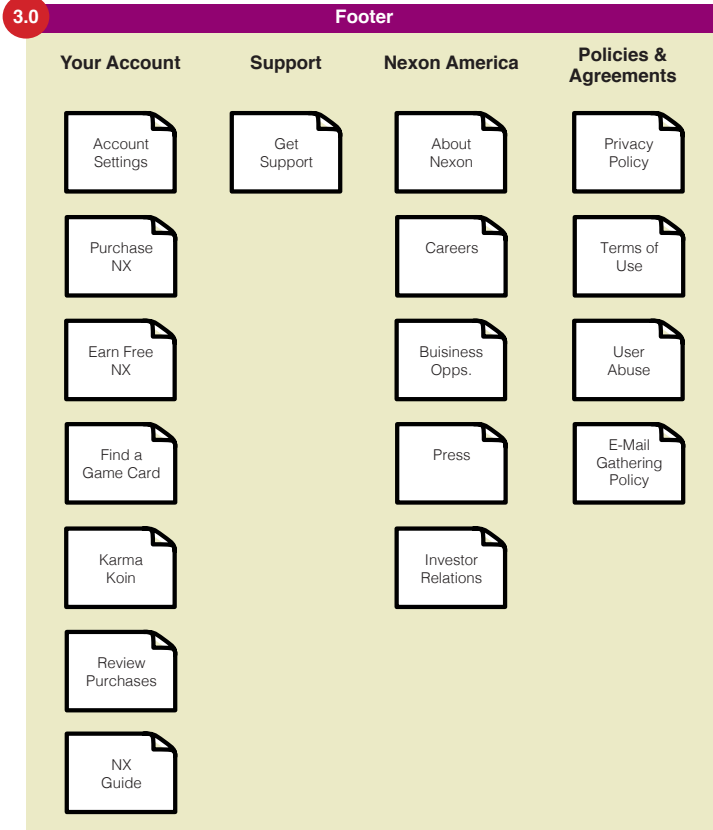 3.0
Footer
Your Account
Support
Nexon America
Policies &
Agreements
Account
Settings
Get
Support
About
Nexon
Privacy
Policy
Purchase
NX
Careers
Terms of
Use
Earn Free
NX
Buisiness
Opps.
User
Abuse
Find a
Game Card
Press
E-Mail
Gathering
Policy
Karma
Koin
Investor
Relations
Review
Purchases
NX
Guide